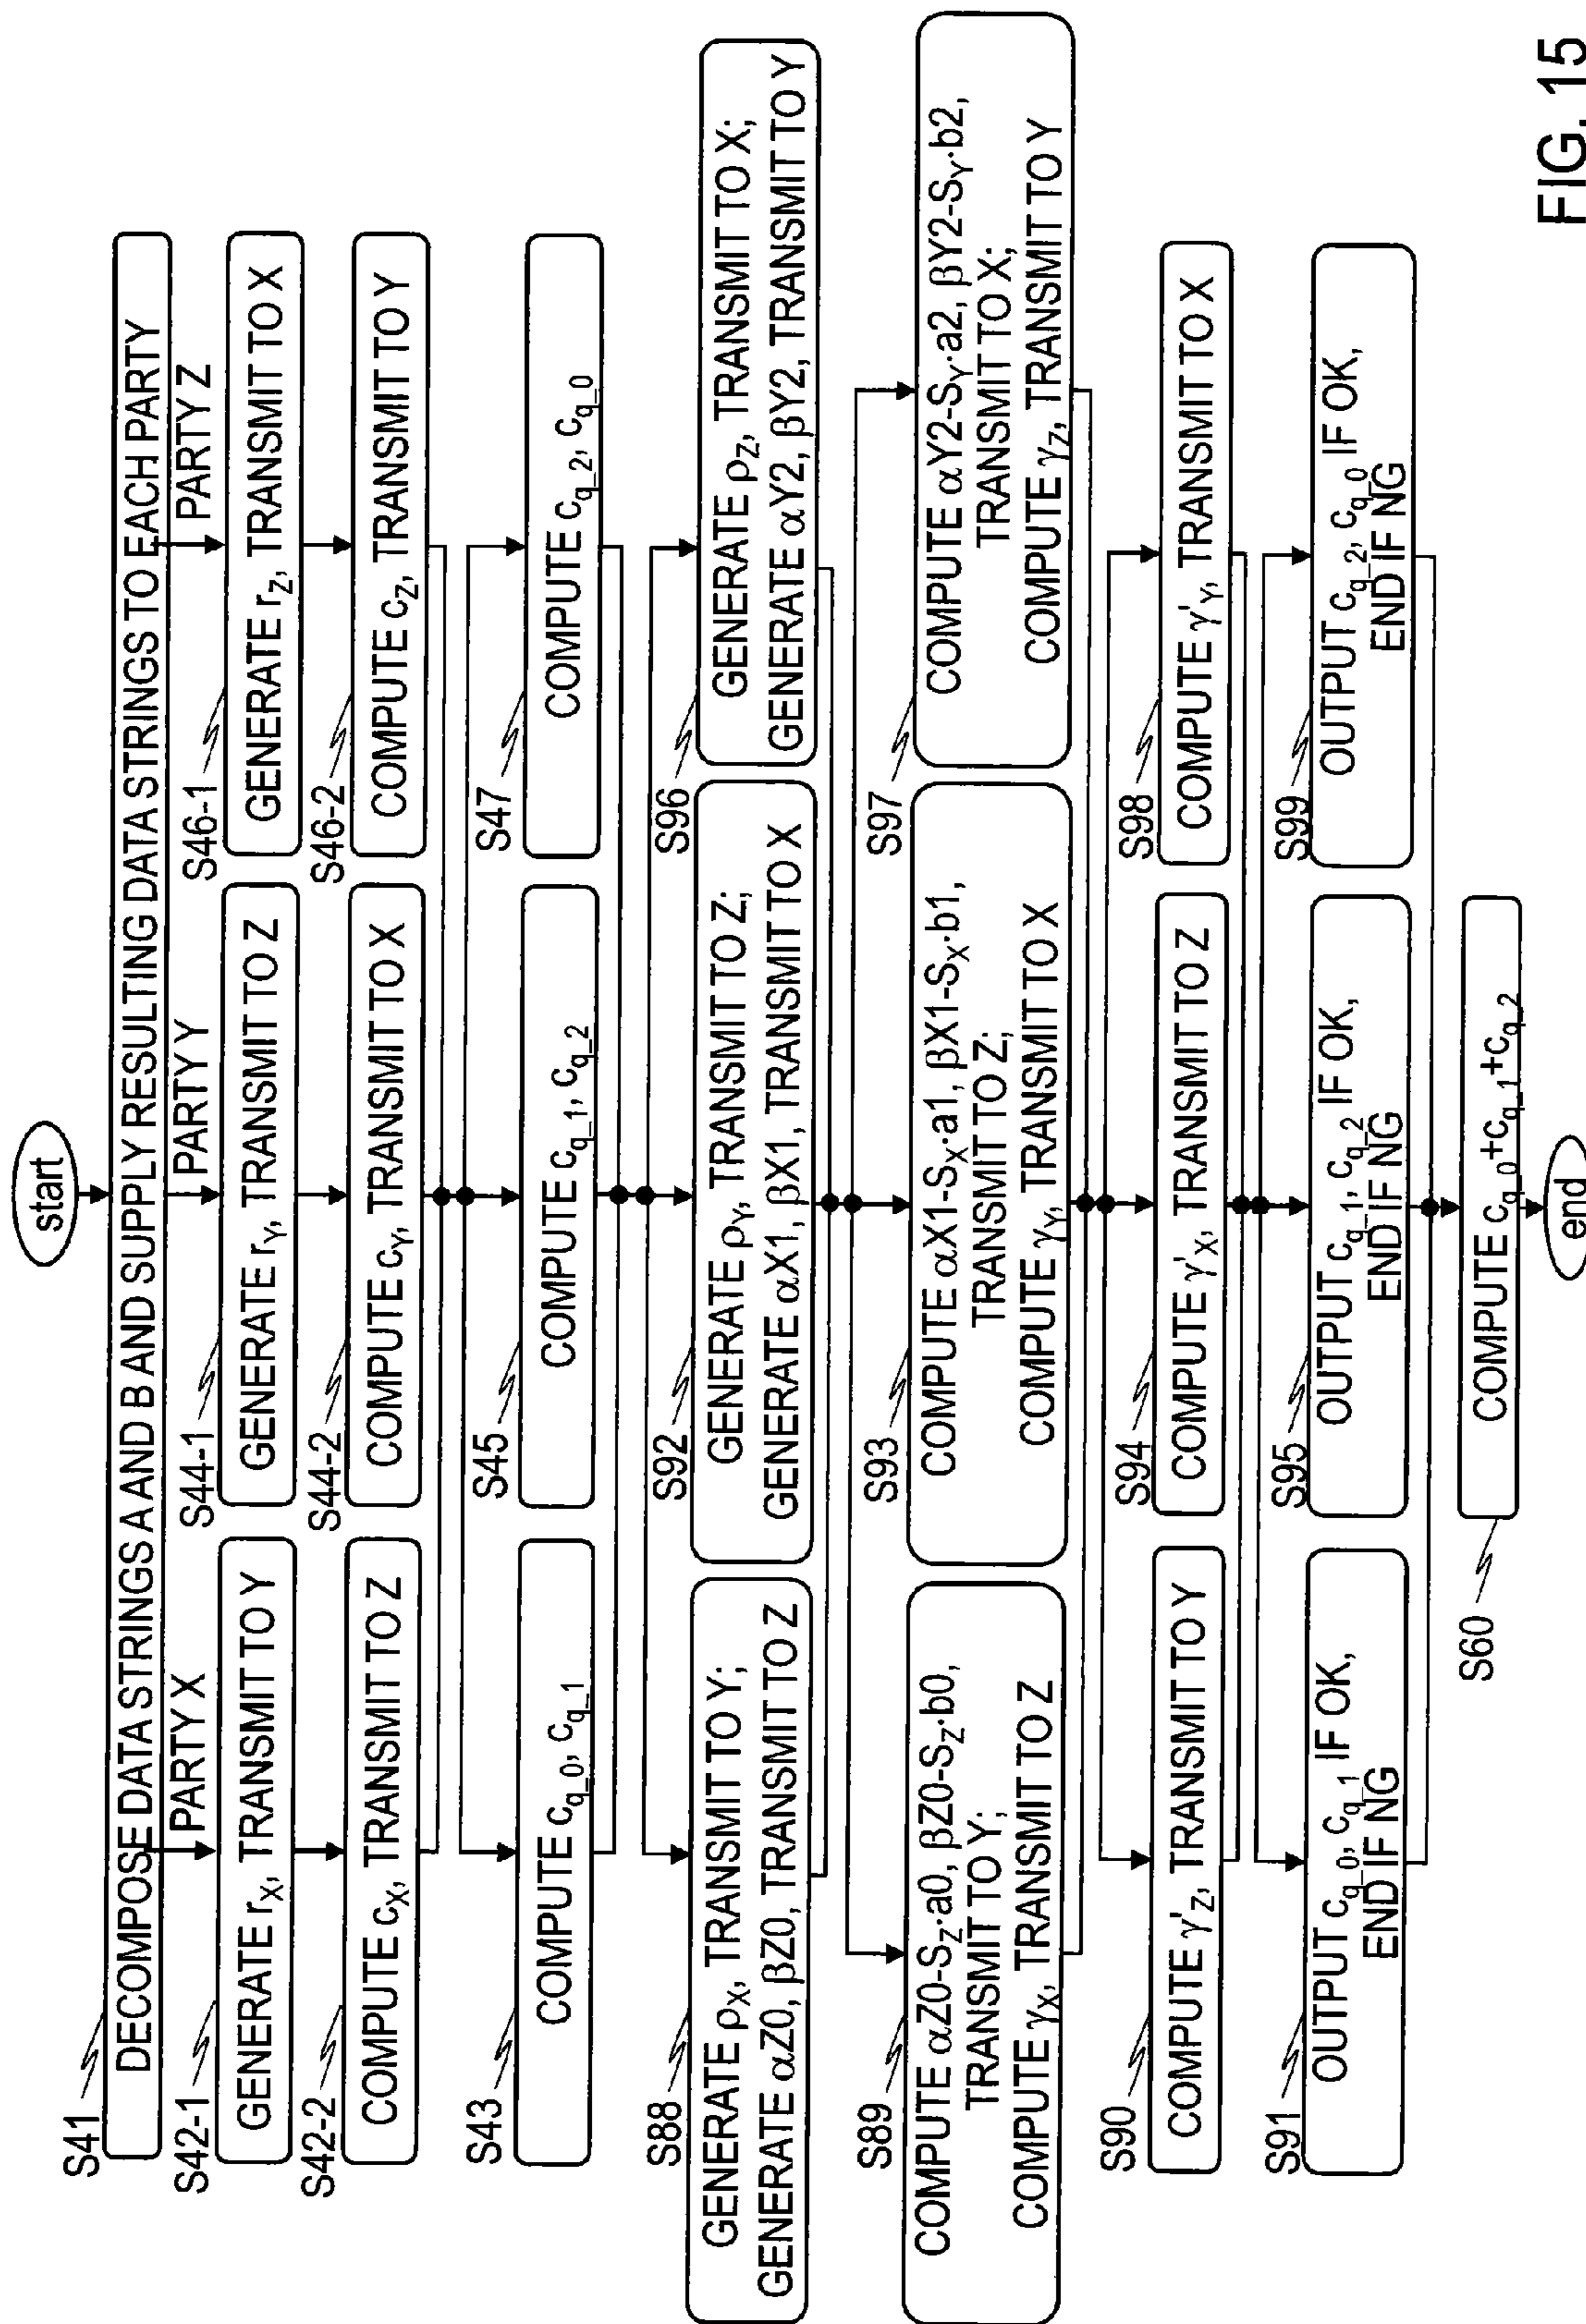 start
S41
DECOMPOSE DATA STRINGS A AND B AND SUPPLY RESULTING DATA STRINGS TO EACH PARTY
PARTY X
PARTY Y
PARTY Z
S42-1
GENERATE r_X, TRANSMIT TO Y
S44-1
GENERATE r_Y, TRANSMIT TO Z
S46-1
GENERATE r_Z, TRANSMIT TO X
S42-2
COMPUTE c_X, TRANSMIT TO Z
S44-2
COMPUTE c_Y, TRANSMIT TO X
S46-2
COMPUTE c_Z, TRANSMIT TO Y
S43
COMPUTE c_q_0, c_q_1
S45
COMPUTE c_q_1, c_q_2
S47
COMPUTE c_q_2, c_q_0
S88
GENERATE ρ_X, TRANSMIT TO Y;
GENERATE αZ0, βZ0, TRANSMIT TO Z
S92
GENERATE ρ_Y, TRANSMIT TO Z;
GENERATE αX1, βX1, TRANSMIT TO X
S96
GENERATE ρ_Z, TRANSMIT TO X;
GENERATE αY2, βY2, TRANSMIT TO Y
S89
COMPUTE αZ0-S_Z·a0, βZ0-S_Z·b0,
TRANSMIT TO Y;
COMPUTE γ_X, TRANSMIT TO Z
S93
COMPUTE αX1-S_X·a1, βX1-S_X·b1,
TRANSMIT TO Z;
COMPUTE γ_Y, TRANSMIT TO X
S97
COMPUTE αY2-S_Y·a2, βY2-S_Y·b2,
TRANSMIT TO X;
COMPUTE γ_Z, TRANSMIT TO Y
S90
COMPUTE γ'_Z, TRANSMIT TO Y
S94
COMPUTE γ'_X, TRANSMIT TO Z
S98
COMPUTE γ'_Y, TRANSMIT TO X
S91
OUTPUT c_q_0, c_q_1 IF OK,
END IF NG
S95
OUTPUT c_q_1, c_q_2 IF OK,
END IF NG
S99
OUTPUT c_q_2, c_q_0 IF OK,
END IF NG
S60
COMPUTE c_q_0+c_q_1+c_q_2
end
FIG. 15